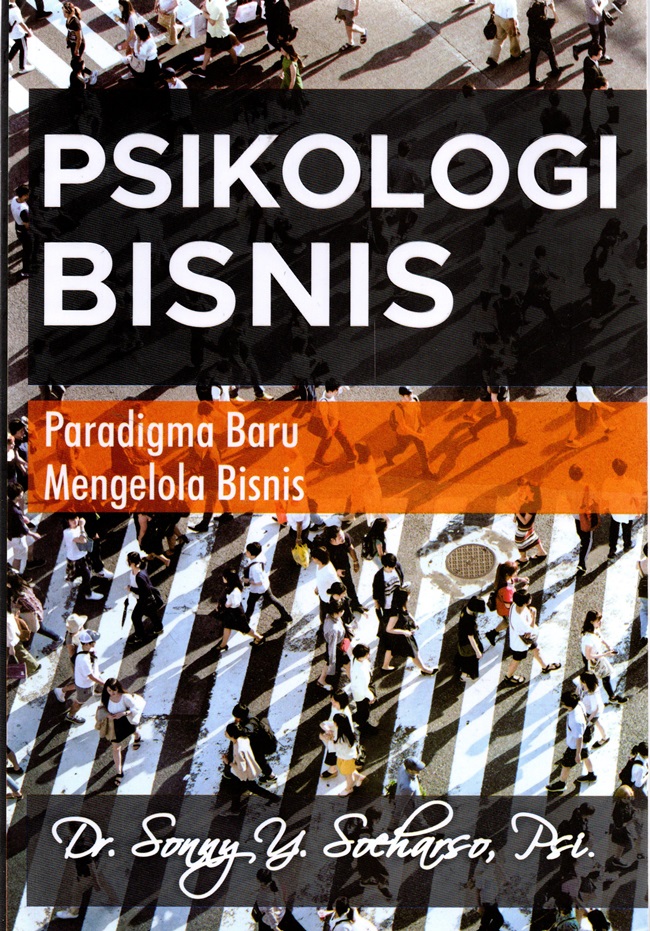 PSIKOLOGI
BISNIS
Paradigma Baru
Mengelola Bisnis
Dr. Sonny Y. Soeharso, Psi.